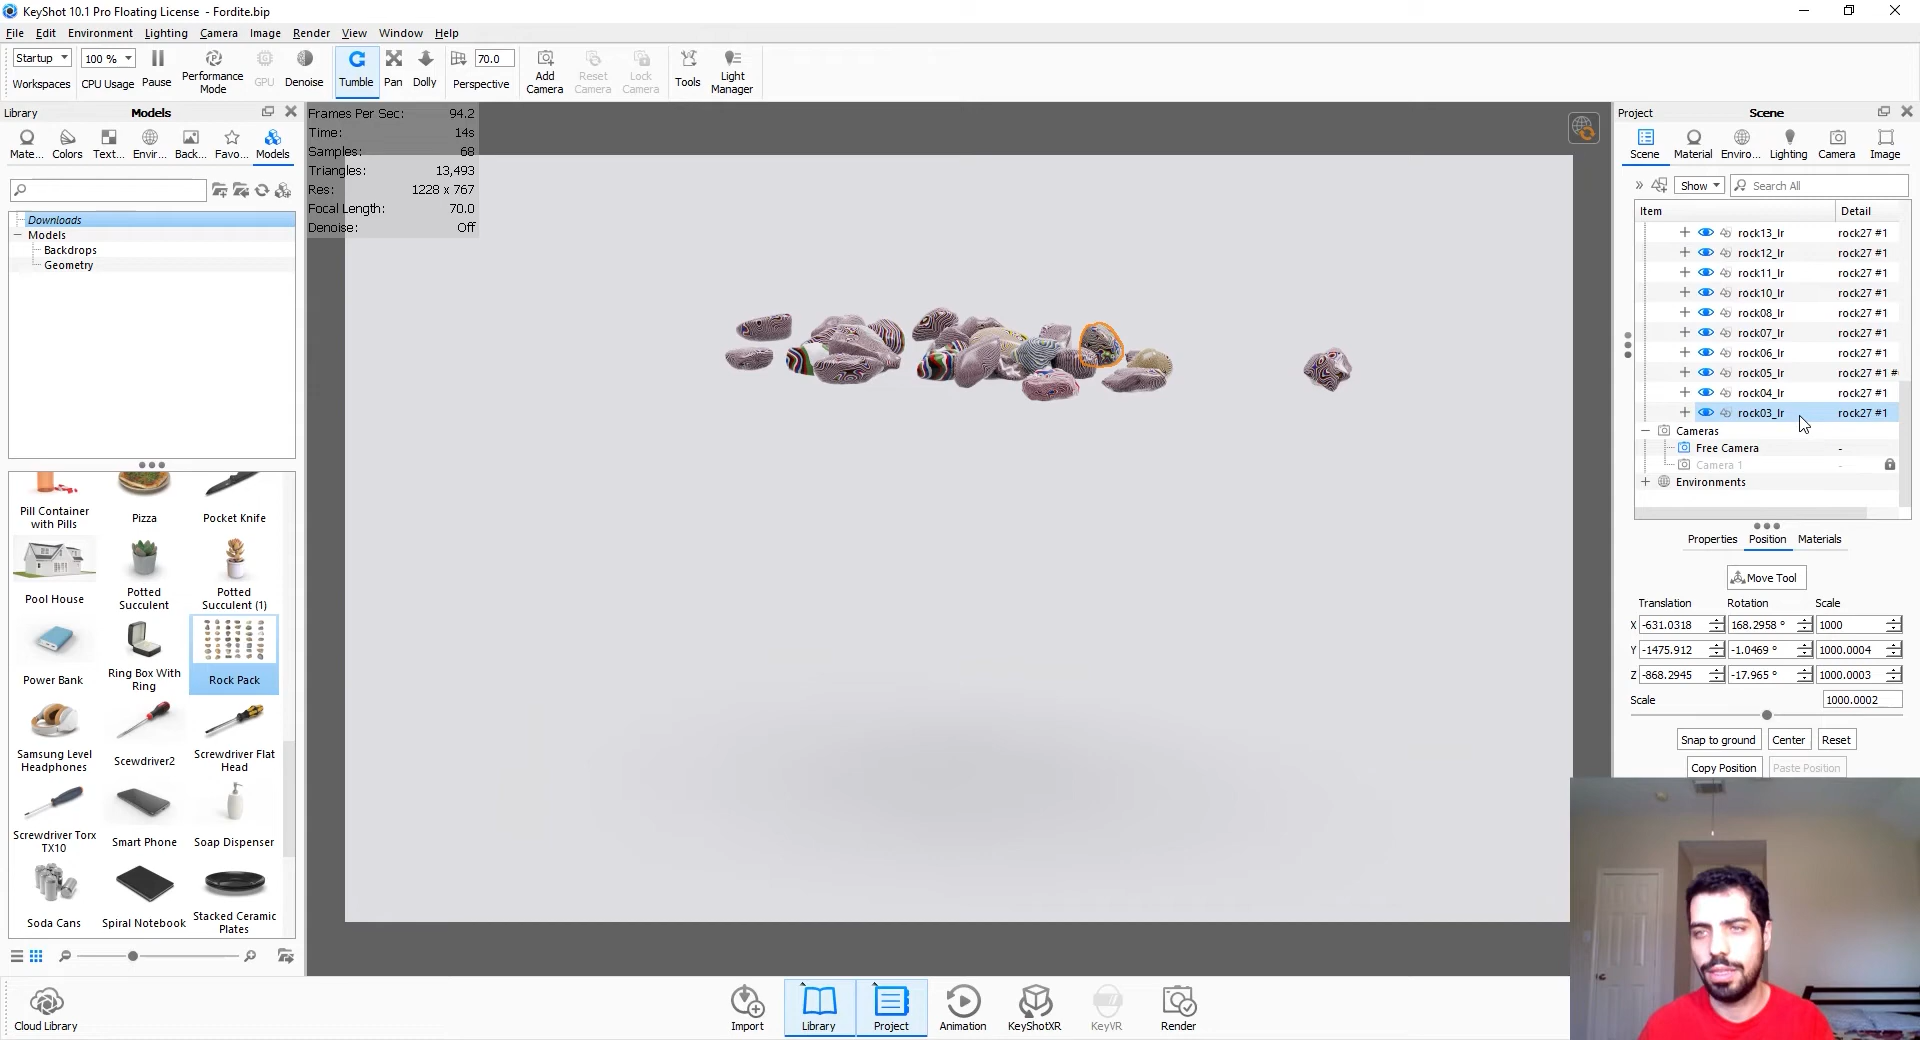 KeyShot 10.1 Pro Floating License - Fordite.bip
File Edit Environment Lighting Camera Image Render View Window Help
Startup 100 % 70.0
Workspaces CPU Usage Pause Performance Mode GPU Denoise Tumble Pan Dolly Perspective Add Camera Reset Camera Lock Camera Tools Light Manager
Library Models
Mate... Colors Text... Envir... Back... Favo... Models
Downloads
Models
Backdrops
Geometry
Pill Container with Pills
Pizza
Pocket Knife
Pool House
Potted Succulent
Potted Succulent (1)
Power Bank
Ring Box With Ring
Rock Pack
Samsung Level Headphones
Scewdriver2
Screwdriver Flat Head
Screwdriver Torx TX10
Smart Phone
Soap Dispenser
Soda Cans
Spiral Notebook
Stacked Ceramic Plates
Frames Per Sec: 94.2
Time: 14s
Samples: 68
Triangles: 13,493
Res: 1228 x 767
Focal Length: 70.0
Denoise: Off
Project Scene
Scene Material Enviro... Lighting Camera Image
Show Search All
Item Detail
rock13_lr rock27 #1
rock12_lr rock27 #1
rock11_lr rock27 #1
rock10_lr rock27 #1
rock08_lr rock27 #1
rock07_lr rock27 #1
rock06_lr rock27 #1
rock05_lr rock27 #1 #
rock04_lr rock27 #1
rock03_lr rock27 #1
Cameras
Free Camera -
Camera 1 -
Environments
Properties Position Materials
Move Tool
Translation Rotation Scale
X -631.0318 168.2958 ° 1000
Y -1475.912 -1.0469 ° 1000.0004
Z -868.2945 -17.965 ° 1000.0003
Scale 1000.0002
Snap to ground Center Reset
Copy Position Paste Position
Cloud Library Import Library Project Animation KeyShotXR KeyVR Render